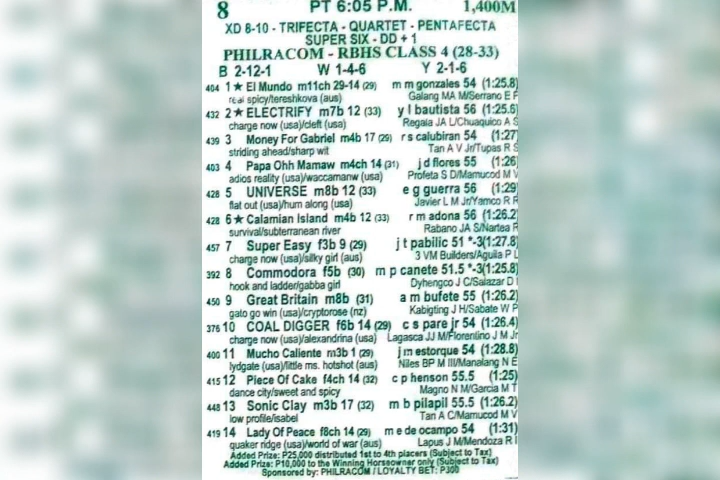 8 PT 6:05 P.M. 1,400M
XD 8-10 - TRIFECTA - QUARTET - PENTAFECTA
SUPER SIX - DD + 1
PHILRACOM - RBHS CLASS 4 (28-33)
B 2-12-1 W 1-4-6 Y 2-1-6
404 1 ★ El Mundo m11ch 29-14 (29) m m gonzales 54 (1:25.8)
real spicy/tereshkova (aus) Galang MA M/Serrano E P
432 2 ★ ELECTRIFY m7b 12 (33) y l bautista 56 (1:25.5)
charge now (usa)/cleft (usa) Regala JA L/Chuaquico A S
439 3 Money For Gabriel m4b 17 (29) r s calubiran 54 (1:27)
striding ahead/sharp wit Tan A V Jr/Tupas R S
403 4 Papa Ohh Mamaw m4ch 14 (31) j d flores 55 (1:26)
adios reality (usa)/waccamanw (usa) Profeta S D/Mamucod M V
428 5 UNIVERSE m8b 12 (33) e g guerra 56 (1:29)
flat out (usa)/hum along (usa) Javier L M Jr/Yamco R R
428 6 ★ Calamian Island m4b 12 (33) r m adona 56 (1:26.2)
survival/subterranean river Rabano JA S/Nartea R
457 7 Super Easy f3b 9 (29) j t pabilic 51 *-3(1:27.8)
charge now (usa)/silky girl (aus) 3 VM Builders/Aguila P L
392 8 Commodora f5b (30) m p canete 51.5 *-3(1:25.8)
hook and ladder/gabba girl Dyhengco J C/Salazar D I
450 9 Great Britain m8b (31) a m bufete 55 (1:26.2)
gato go win (usa)/cryptorose (nz) Kabigting J H/Sabate W P
376 10 COAL DIGGER f6b 14 (29) c s pare jr 54 (1:26.4)
charge now (usa)/alexandrina (usa) Lagasca JJ M/Florentino J M Jr
400 11 Mucho Caliente m3b 1 (29) j m estorque 54 (1:28.8)
lydgate (usa)/little ms. hotshot (aus) Niles BP M III/Manalang N E
415 12 Piece Of Cake f4ch 14 (32) c p henson 55.5 (1:25)
dance city/sweet and spicy Magno N M/Garcia M T
448 13 Sonic Clay m3b 17 (32) m b pilapil 55.5 (1:26.2)
low profile/isabel Tan A C/Mamucod M V
419 14 Lady Of Peace f8ch 14 (29) m e de ocampo 54 (1:31)
quaker ridge (usa)/world of war (aus) Lapus J M/Mendoza R I
Added Prize: P25,000 distributed 1st to 4th placers (Subject to Tax)
Added Prize: P10,000 to the Winning Horseowner only (Subject to Tax)
Sponsored by: PHILRACOM / LOYALTY BET: P300